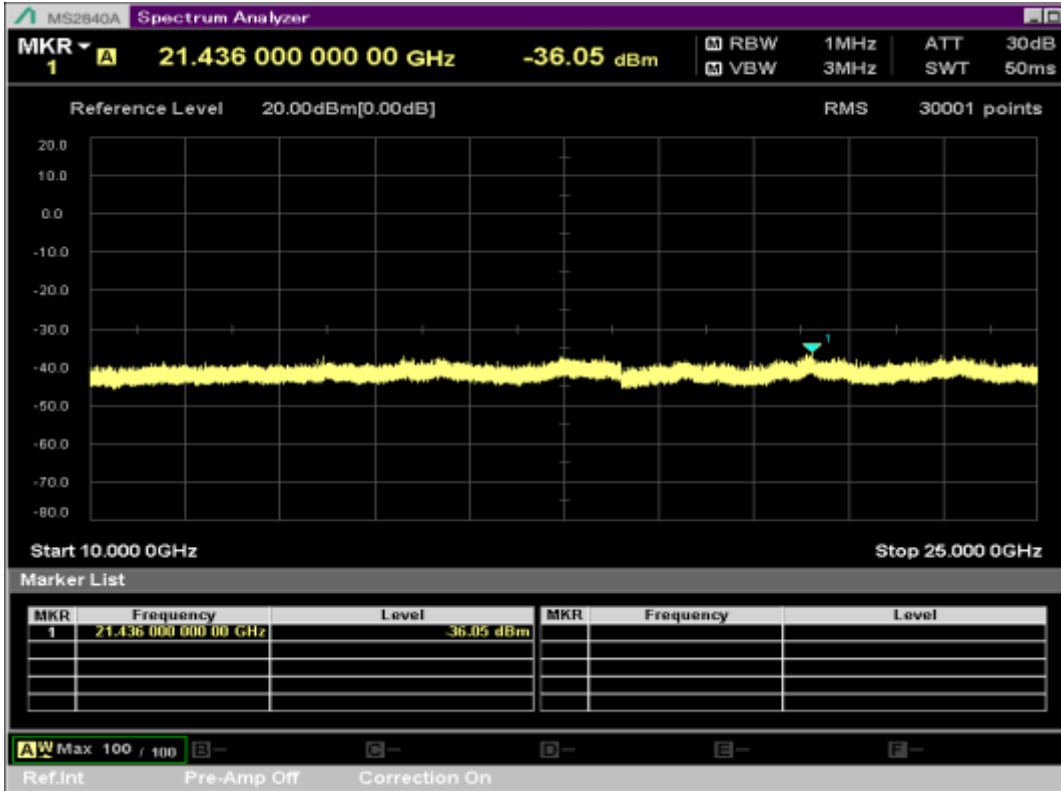 MS2840A Spectrum Analyzer
MKR 1 A 21.436 000 000 00 GHz -36.05 dBm
M RBW 1MHz ATT 30dB
M VBW 3MHz SWT 50ms
Reference Level 20.00dBm[0.00dB] RMS 30001 points
20.0
10.0
0.0
-10.0
-20.0
-30.0
1
-40.0
-50.0
-60.0
-70.0
-80.0
Start 10.000 0GHz Stop 25.000 0GHz
Marker List
MKR Frequency Level MKR Frequency Level
1 21.436 000 000 00 GHz -36.05 dBm
A W Max 100 / 100 B- C- D- E- F-
Ref.Int Pre-Amp Off Correction On